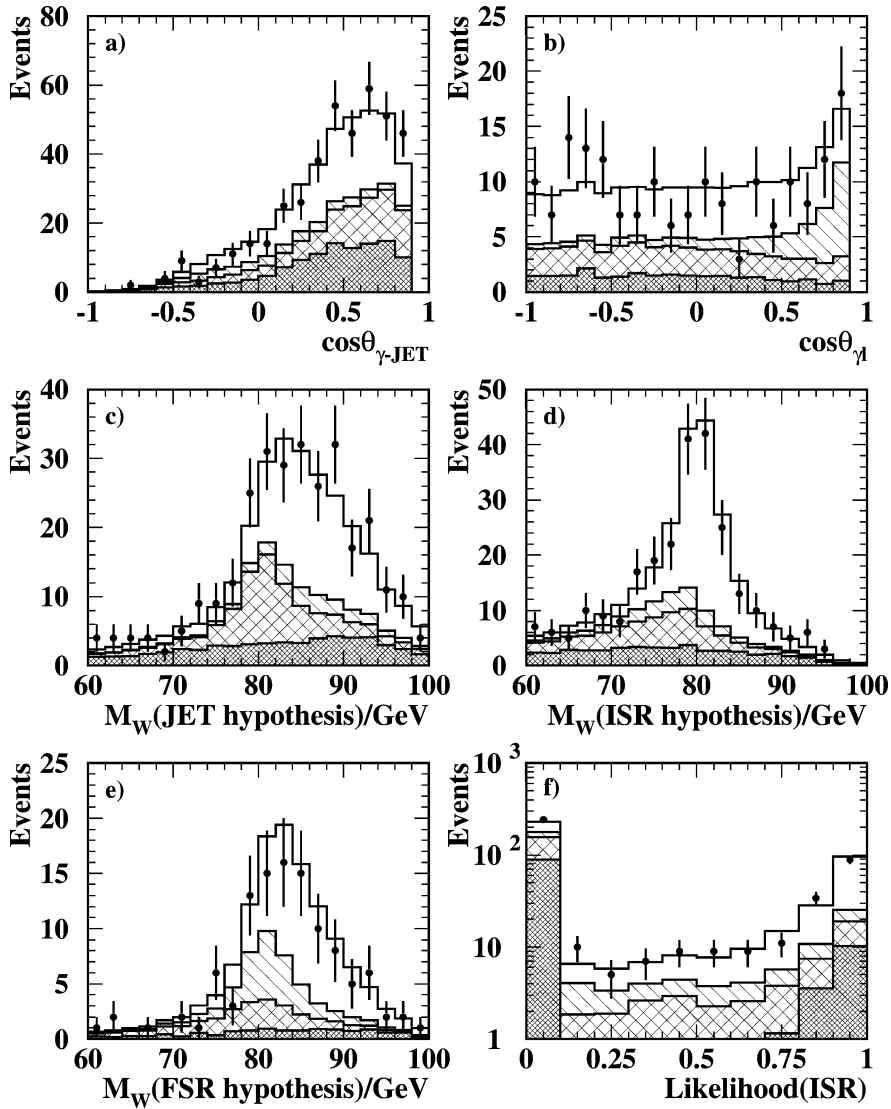 a)
Events
80
60
40
20
0
-1 -0.5 0 0.5 1
cosθγ-JET
b)
Events
25
20
15
10
5
0
-1 -0.5 0 0.5 1
cosθγl
c)
Events
40
30
20
10
0
60 70 80 90 100
MW(JET hypothesis)/GeV
d)
Events
50
40
30
20
10
0
60 70 80 90 100
MW(ISR hypothesis)/GeV
e)
Events
25
20
15
10
5
0
60 70 80 90 100
MW(FSR hypothesis)/GeV
f)
Events
10 3
10 2
10
1
0 0.25 0.5 0.75 1
Likelihood(ISR)